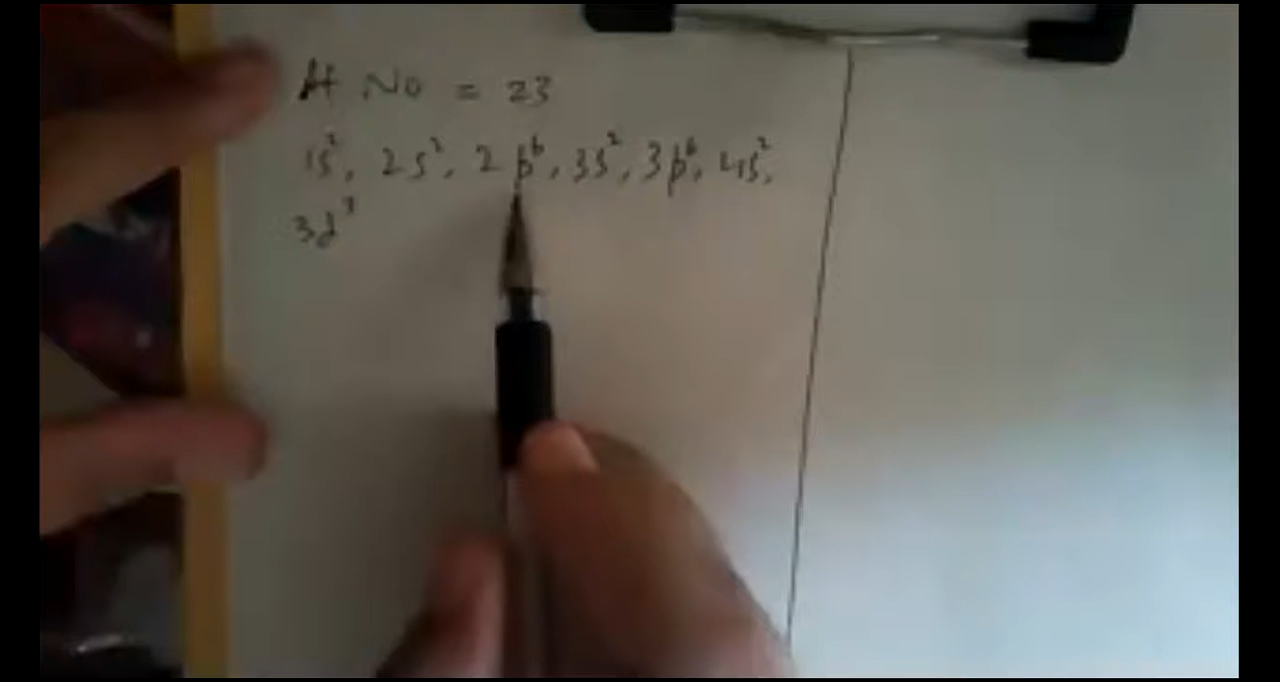 At No = 23
1s², 2s², 2p⁶, 3s², 3p⁶, 4s²,
3d³